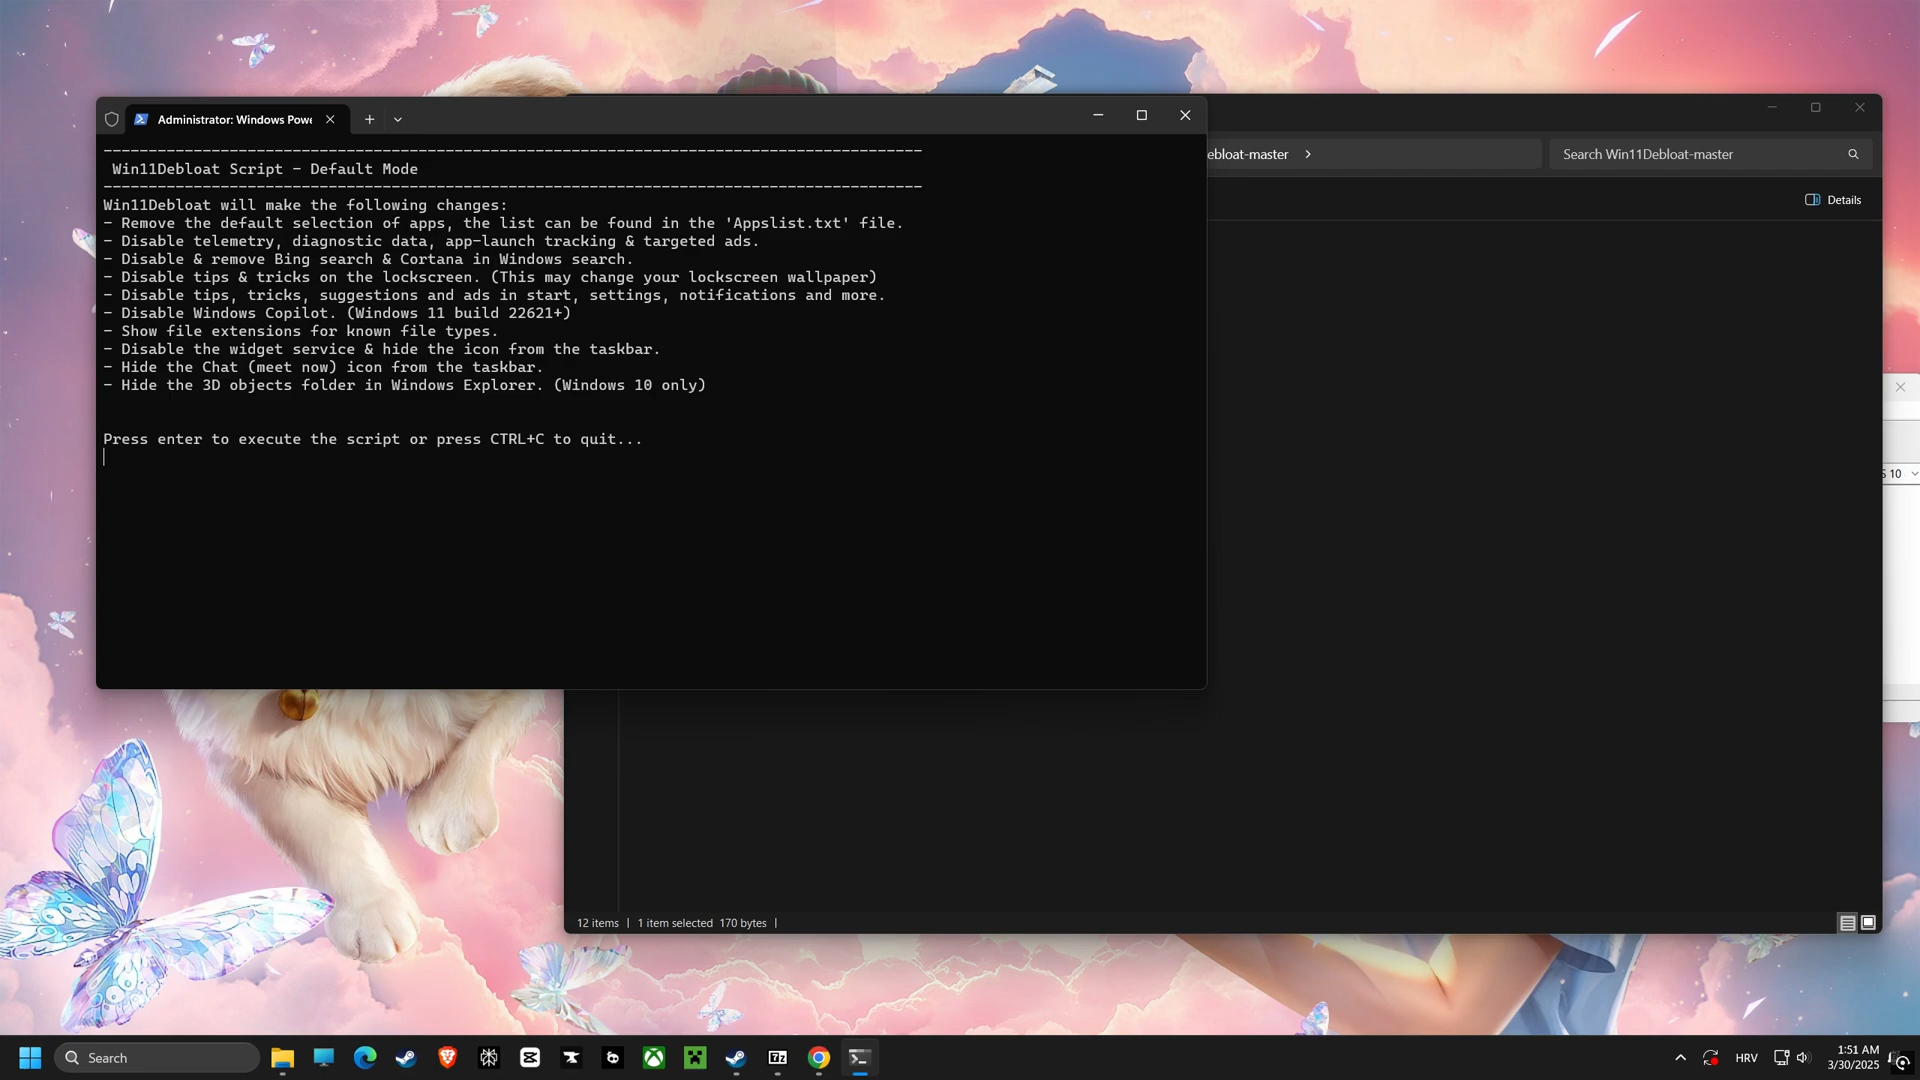 Administrator: Windows Powe
Win11Debloat Script - Default Mode
Win11Debloat will make the following changes:
- Remove the default selection of apps, the list can be found in the 'Appslist.txt' file.
- Disable telemetry, diagnostic data, app-launch tracking & targeted ads.
- Disable & remove Bing search & Cortana in Windows search.
- Disable tips & tricks on the lockscreen. (This may change your lockscreen wallpaper)
- Disable tips, tricks, suggestions and ads in start, settings, notifications and more.
- Disable Windows Copilot. (Windows 11 build 22621+)
- Show file extensions for known file types.
- Disable the widget service & hide the icon from the taskbar.
- Hide the Chat (meet now) icon from the taskbar.
- Hide the 3D objects folder in Windows Explorer. (Windows 10 only)
Press enter to execute the script or press CTRL+C to quit...
ebloat-master
Search Win11Debloat-master
Details
S 10
12 items | 1 item selected 170 bytes |
Search
7z
HRV
1:51 AM
3/30/2025